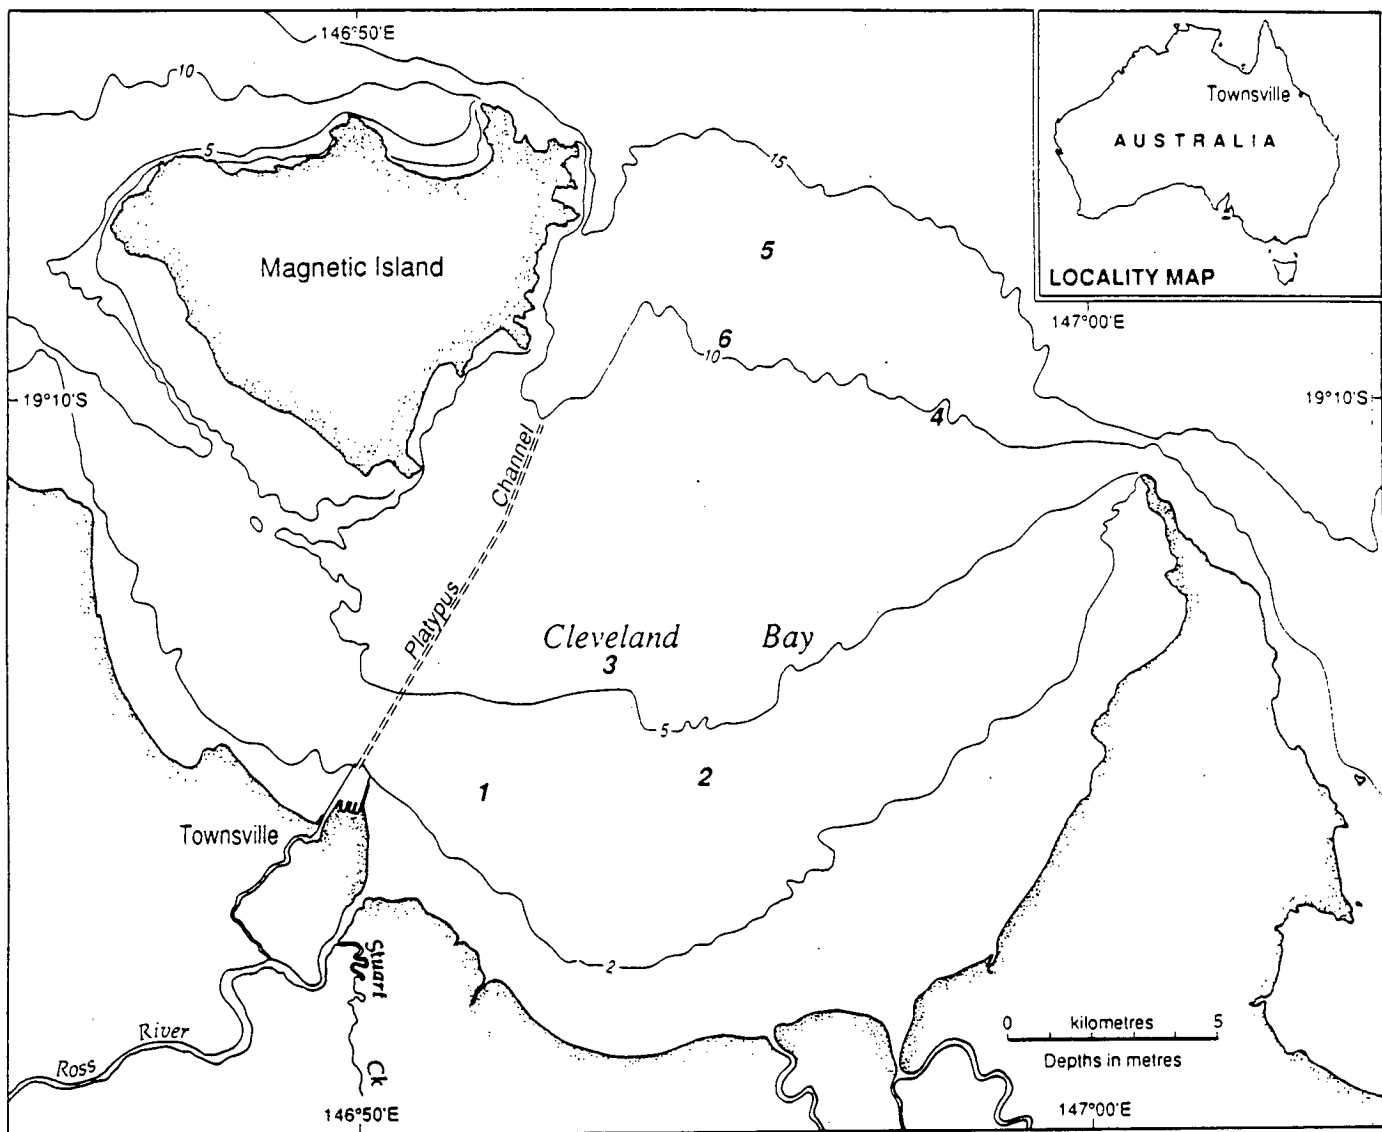 146°50'E
10
Townsville
AUSTRALIA
5
15
5
Magnetic Island
LOCALITY MAP
147°00'E
6
10
19°10'S
19°10'S
4
Channel
Platypus
Cleveland Bay
3
5
2
1
Townsville
Stuart Ck
2
River
Ross
0 kilometres 5
Depths in metres
146°50'E
147°00'E